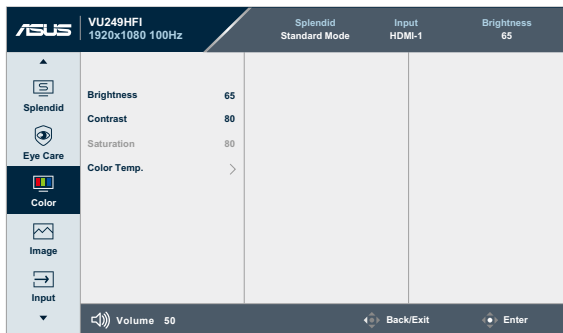 ASUS
VU249HFI
1920x1080 100Hz
Splendid
Standard Mode
Input
HDMI-1
Brightness
65
Splendid
Eye Care
Color
Image
Input
Brightness 65
Contrast 80
Saturation 80
Color Temp.
Volume 50
Back/Exit
Enter